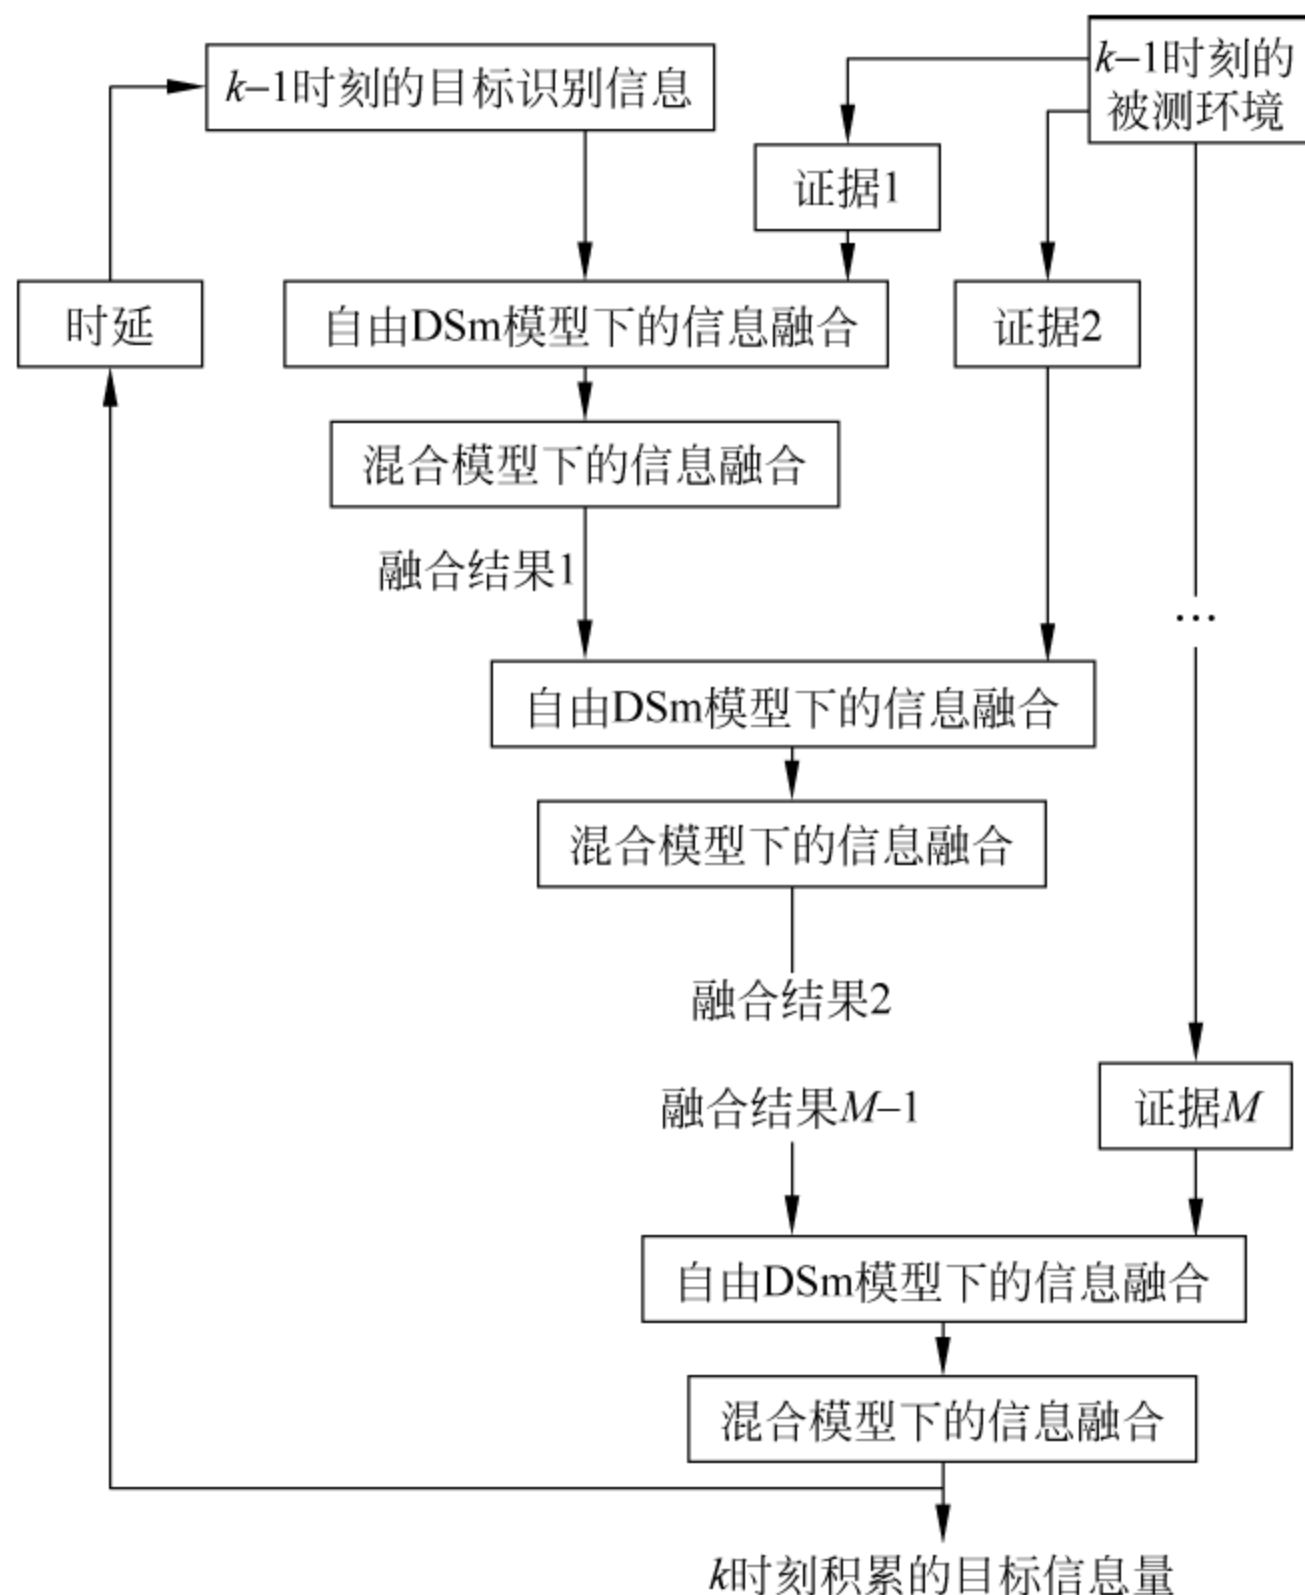 k–1时刻的目标识别信息
k–1时刻的
被测环境
证据1
时延
自由DSm模型下的信息融合
证据2
混合模型下的信息融合
融合结果1
…
自由DSm模型下的信息融合
混合模型下的信息融合
融合结果2
融合结果M–1
证据M
自由DSm模型下的信息融合
混合模型下的信息融合
k时刻积累的目标信息量